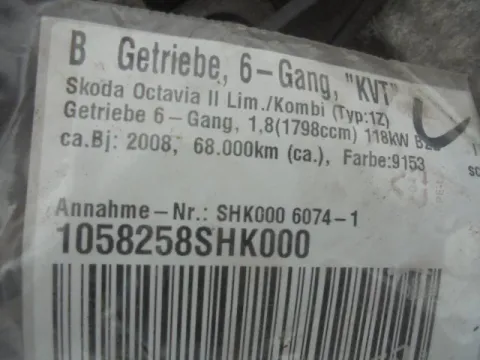 B Getriebe, 6-Gang, "KVT"
Skoda Octavia II Lim./Kombi (Typ:1Z)
Getriebe 6-Gang, 1,8(1798ccm) 118kW
ca.Bj: 2008, 68.000km (ca.), Farbe:9153
Annahme-Nr.: SHK000 6074-1
1058258SHK000